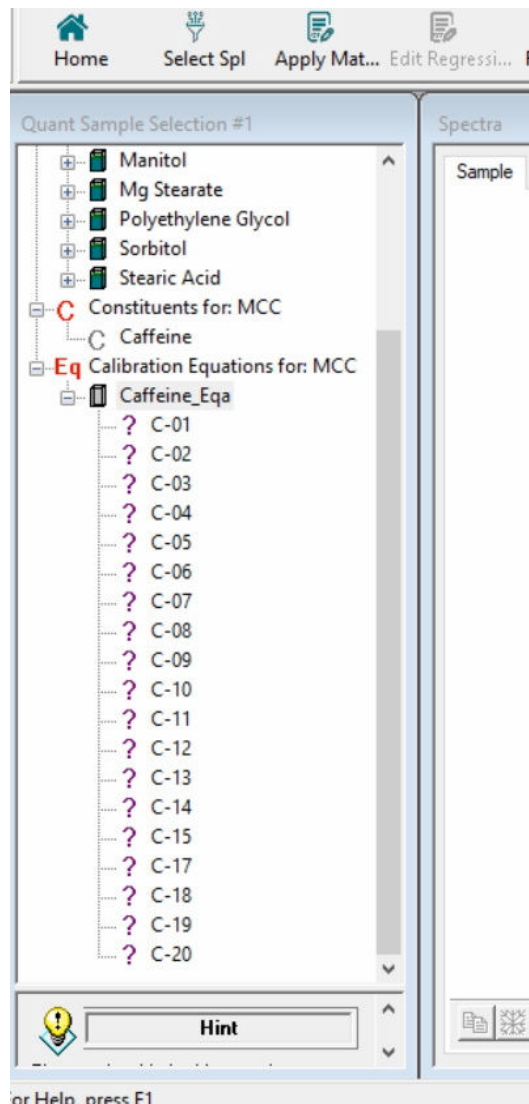 Home Select Spl Apply Mat... Edit Regressi...
Quant Sample Selection #1
Manitol
Mg Stearate
Polyethylene Glycol
Sorbitol
Stearic Acid
C Constituents for: MCC
C Caffeine
Eq Calibration Equations for: MCC
Caffeine_Eqa
? C-01
? C-02
? C-03
? C-04
? C-05
? C-06
? C-07
? C-08
? C-09
? C-10
? C-11
? C-12
? C-13
? C-14
? C-15
? C-17
? C-18
? C-19
? C-20
Hint
For Help, press F1
Spectra
Sample